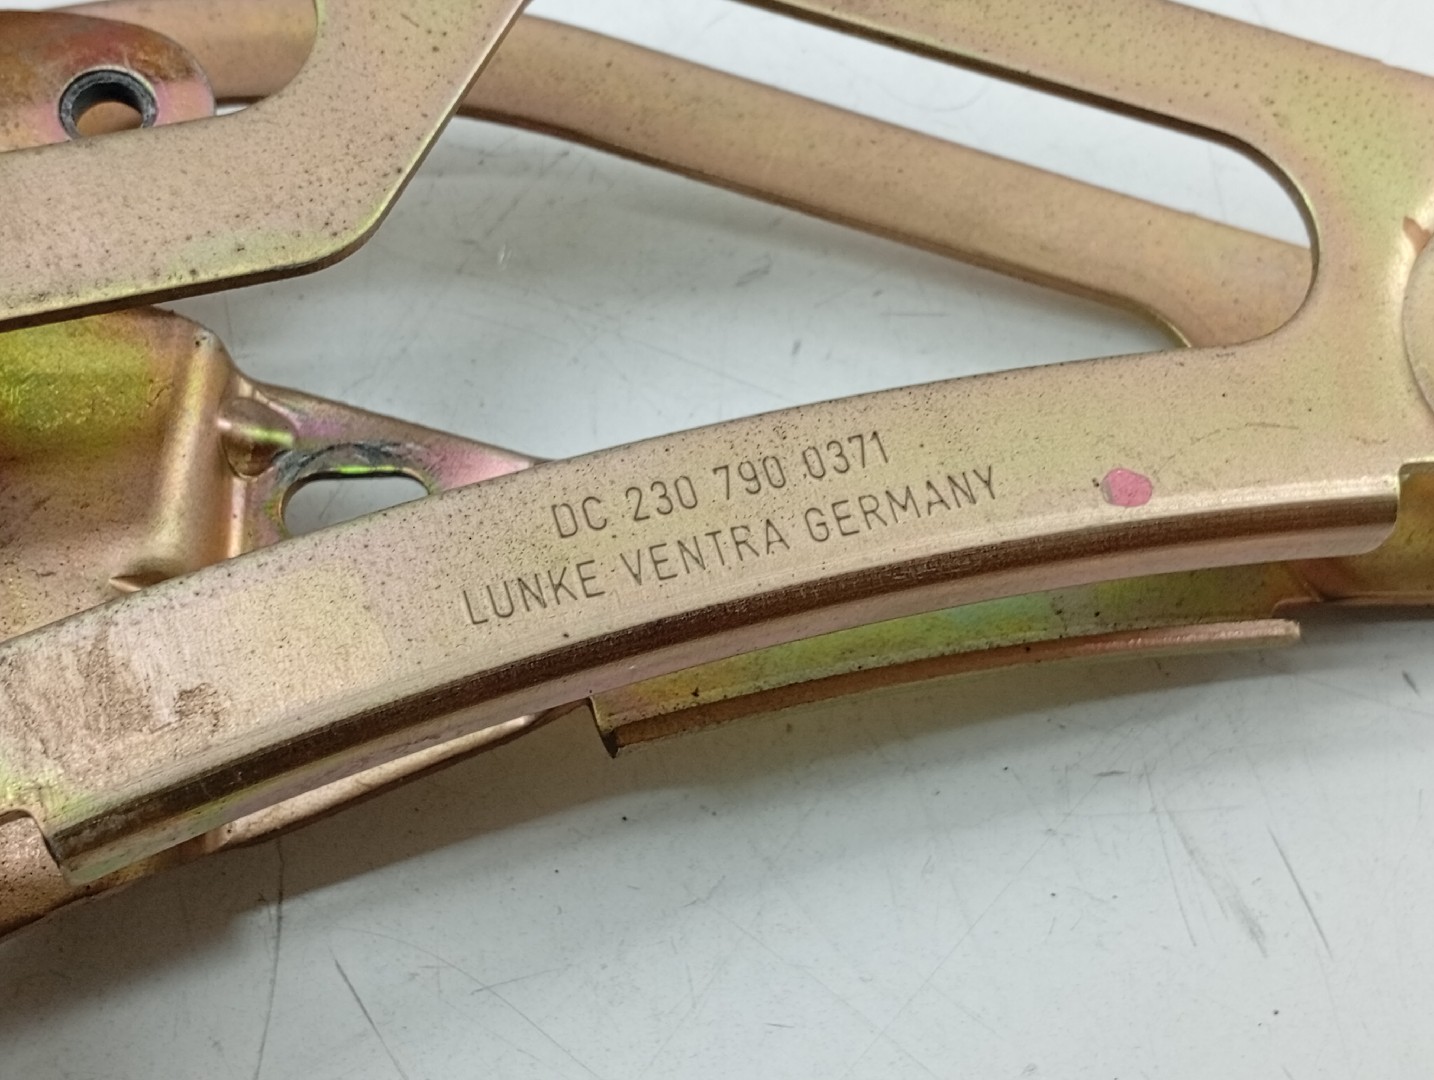 DC 230 790 0371
LUNKE VENTRA GERMANY